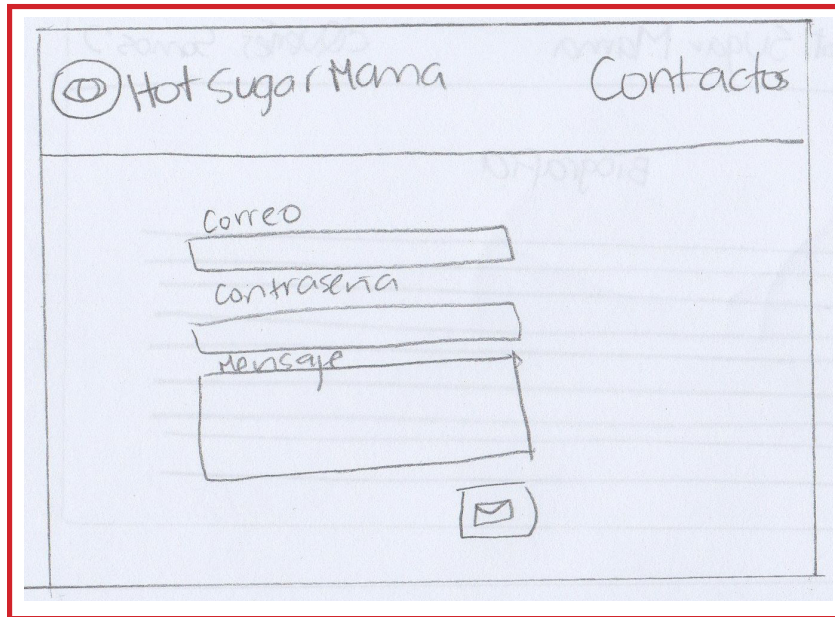 Hot Sugar Mama
Contactos
Correo
Contraseña
Mensaje